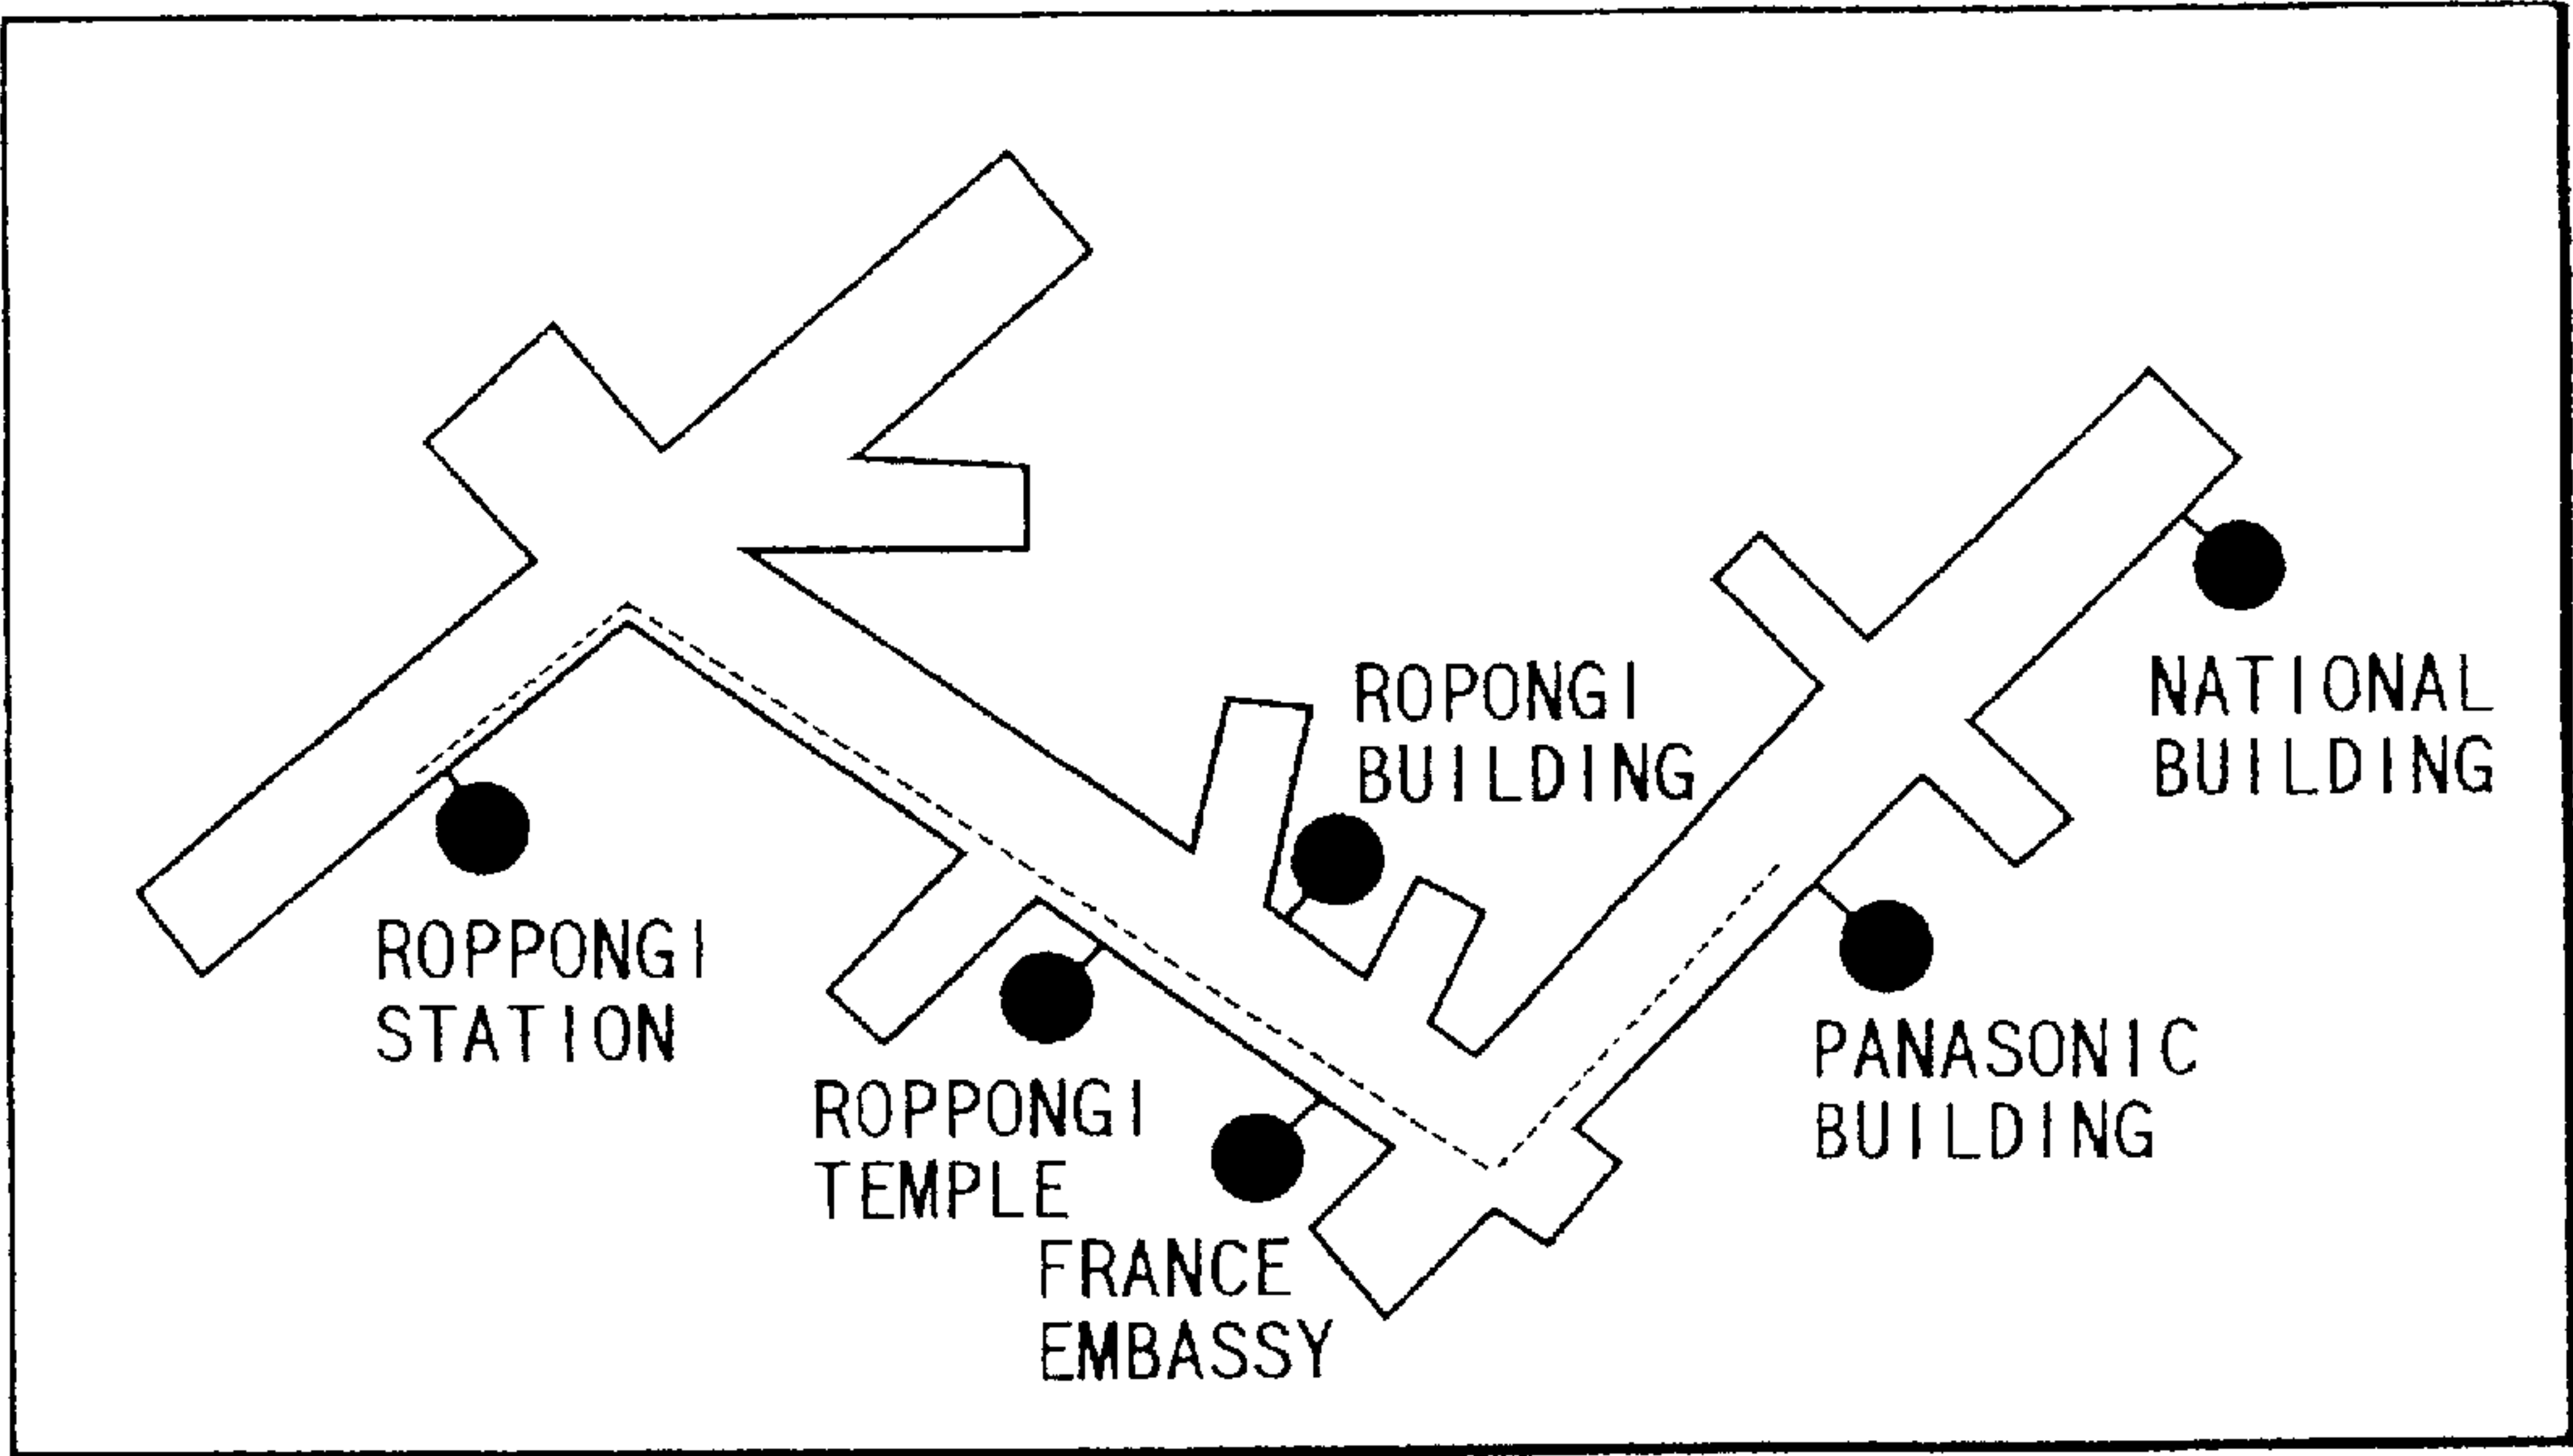 ROPONGI
BUILDING
NATIONAL
BUILDING
ROPPONGI
STATION
PANASONIC
BUILDING
ROPPONGI
TEMPLE
FRANCE
EMBASSY